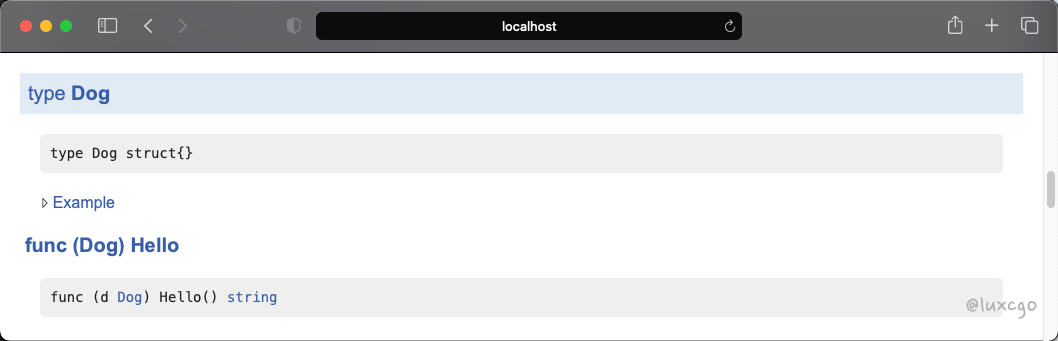 localhost
type Dog
type Dog struct{}
Example
func (Dog) Hello
func (d Dog) Hello() string
@luxcgo